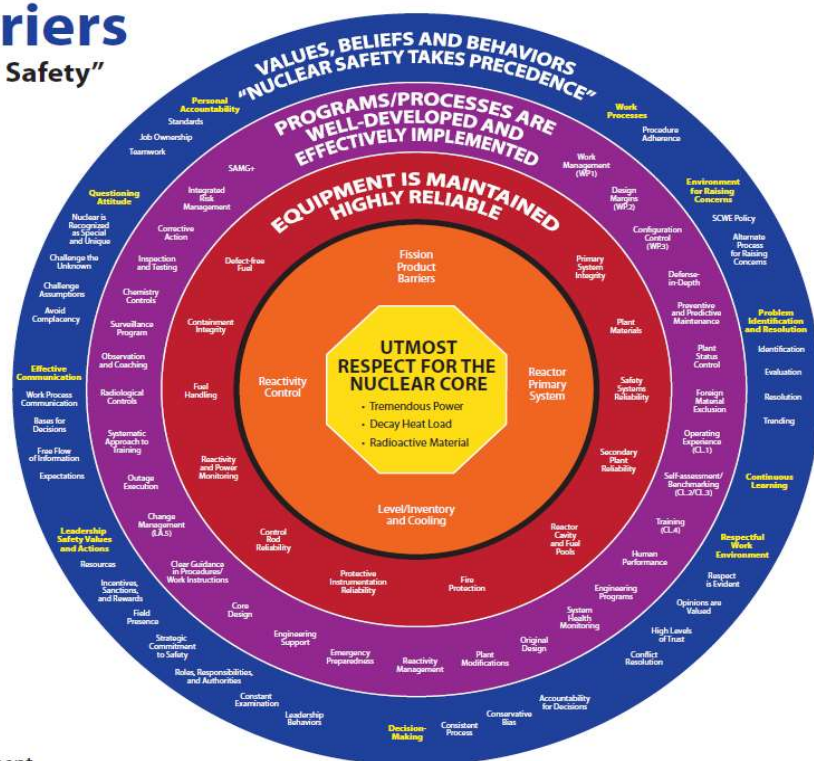 riers
Safety”
VALUES, BELIEFS AND BEHAVIORS
“NUCLEAR SAFETY TAKES PRECEDENCE”
PROGRAMS/PROCESSES ARE
WELL-DEVELOPED AND
EFFECTIVELY IMPLEMENTED
EQUIPMENT IS MAINTAINED
HIGHLY RELIABLE
Fission
Product
Barriers
Reactor
Primary
System
Level/Inventory
and Cooling
Reactivity
Control
UTMOST
RESPECT FOR THE
NUCLEAR CORE
• Tremendous Power
• Decay Heat Load
• Radioactive Material
Primary
System
Integrity
Plant
Materials
Safety
Systems
Reliability
Secondary
Plant
Reliability
Reactor
Cavity
and Fuel
Pools
Fire
Protection
Protective
Instrumentation
Reliability
Control
Rod
Reliability
Reactivity
and Power
Monitoring
Fuel
Handling
Containment
Integrity
Defect-free
Fuel
Work
Management
(WP.1)
Design
Margins
(WP.2)
Configuration
Control
(WP.3)
Defense-
in-Depth
Preventive
and Predictive
Maintenance
Plant
Status
Control
Foreign
Material
Exclusion
Operating
Experience
(CL.1)
Self-assessment/
Benchmarking
(CL.2/CL.3)
Training
(CL.4)
Human
Performance
Engineering
Programs
System
Health
Monitoring
Original
Design
Plant
Modifications
Reactivity
Management
Emergency
Preparedness
Engineering
Support
Core
Design
Clear Guidance
in Procedures/
Work Instructions
Change
Management
(LA.5)
Outage
Execution
Systematic
Approach to
Training
Radiological
Controls
Observation
and Coaching
Surveillance
Program
Chemistry
Controls
Inspection
and Testing
Corrective
Action
Integrated
Risk
Management
SAMG+
Work
Processes
Procedure
Adherence
Environment
for Raising
Concerns
SCWE Policy
Alternate
Process
for Raising
Concerns
Problem
Identification
and Resolution
Identification
Evaluation
Resolution
Trending
Continuous
Learning
Respectful
Work
Environment
Respect
is Evident
Opinions are
Valued
High Levels
of Trust
Conflict
Resolution
Decision-
Making
Consistent
Process
Conservative
Bias
Accountability
for Decisions
Leadership
Safety Values
and Actions
Resources
Incentives,
Sanctions,
and Rewards
Field
Presence
Strategic
Commitment
to Safety
Roles, Responsibilities,
and Authorities
Constant
Examination
Leadership
Behaviors
Effective
Communication
Work Process
Communication
Bases for
Decisions
Free Flow
of Information
Expectations
Questioning
Attitude
Nuclear is
Recognized
as Special
and Unique
Challenge the
Unknown
Challenge
Assumptions
Avoid
Complacency
Personal
Accountability
Standards
Job Ownership
Teamwork